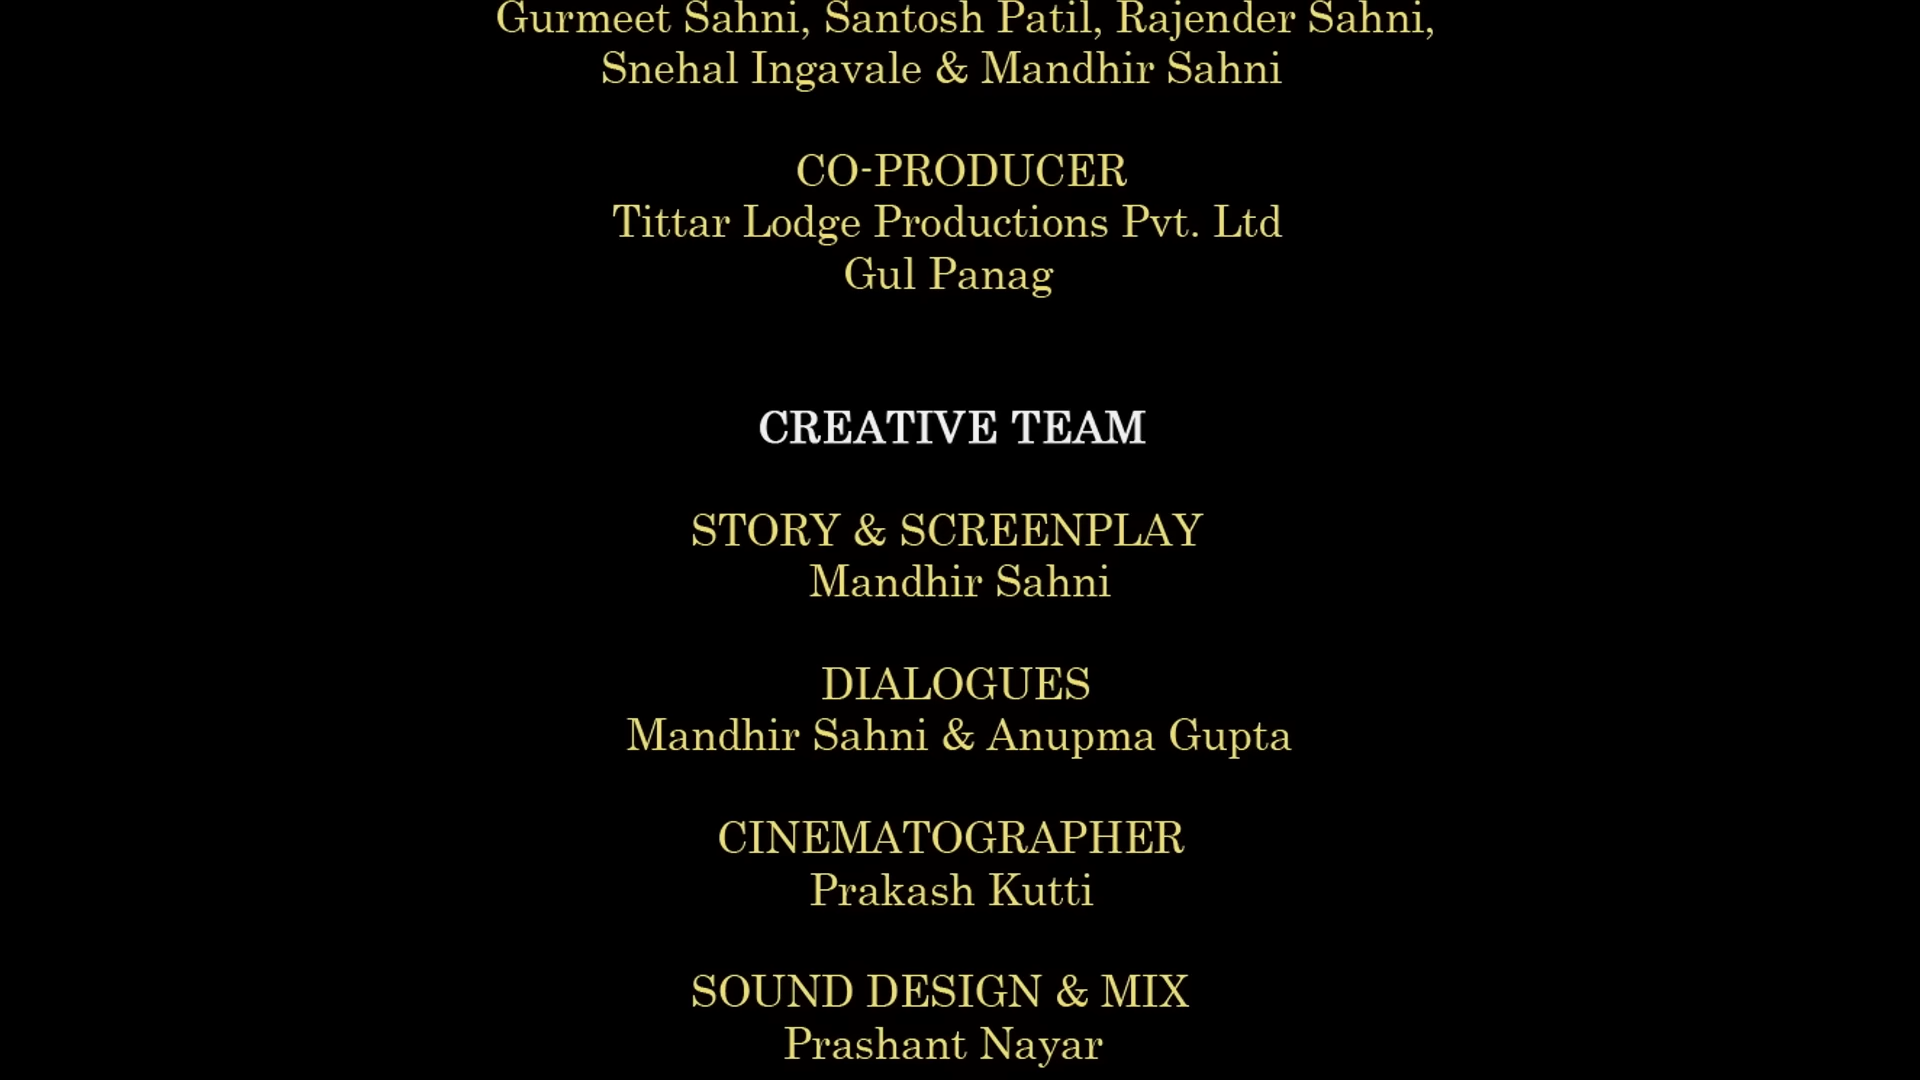 Gurmeet Sahni, Santosh Patil, Rajender Sahni,
Snehal Ingavale & Mandhir Sahni
CO-PRODUCER
Tittar Lodge Productions Pvt. Ltd
Gul Panag
CREATIVE TEAM
STORY & SCREENPLAY
Mandhir Sahni
DIALOGUES
Mandhir Sahni & Anupma Gupta
CINEMATOGRAPHER
Prakash Kutti
SOUND DESIGN & MIX
Prashant Nayar